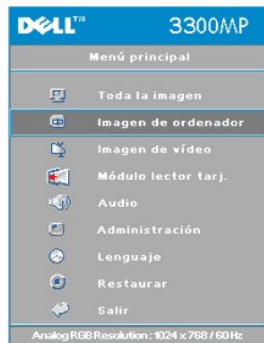 DELL™ 3300MP
Menú principal
Toda la imagen
Imagen de ordenador
Imagen de vídeo
Módulo lector tarj.
Audio
Administración
Lenguaje
Restaurar
Salir
Analog RGB Resolution : 1024 x 768 / 60 Hz